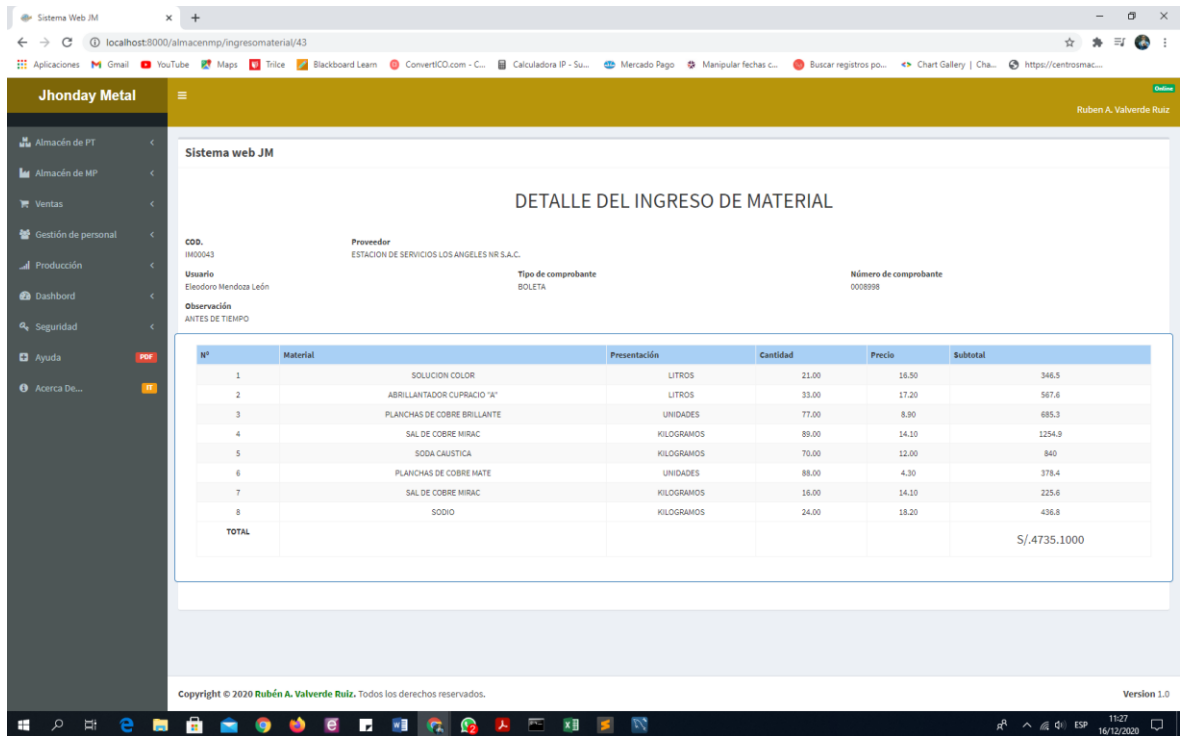 Sistema Web JM
localhost:8000/almacenmp/ingresomaterial/43
Aplicaciones Gmail YouTube Maps Trilce Blackboard Learn ConvertICO.com - C... Calculadora IP - Su... Mercado Pago Manipular fechas c... Buscar registros po... Chart Gallery | Cha... https://centrosmac....
Jhonday Metal
Online
Ruben A. Valverde Ruiz
Almacén de PT
Almacén de MP
Ventas
Gestión de personal
Producción
Dashbord
Seguridad
Ayuda PDF
Acerca De... IT
Sistema web JM
DETALLE DEL INGRESO DE MATERIAL
COD. Proveedor
IM00043 ESTACION DE SERVICIOS LOS ANGELES NR S.A.C.
Usuario Tipo de comprobante Número de comprobante
Eleodoro Mendoza León BOLETA 0008998
Observación
ANTES DE TIEMPO
Nº Material Presentación Cantidad Precio Subtotal
1 SOLUCION COLOR LITROS 21.00 16.50 346.5
2 ABRILLANTADOR CUPRACIO "A" LITROS 33.00 17.20 567.6
3 PLANCHAS DE COBRE BRILLANTE UNIDADES 77.00 8.90 685.3
4 SAL DE COBRE MIRAC KILOGRAMOS 89.00 14.10 1254.9
5 SODA CAUSTICA KILOGRAMOS 70.00 12.00 840
6 PLANCHAS DE COBRE MATE UNIDADES 88.00 4.30 378.4
7 SAL DE COBRE MIRAC KILOGRAMOS 16.00 14.10 225.6
8 SODIO KILOGRAMOS 24.00 18.20 436.8
TOTAL S/.4735.1000
Copyright © 2020 Rubén A. Valverde Ruiz. Todos los derechos reservados. Version 1.0
ESP
11:27
16/12/2020